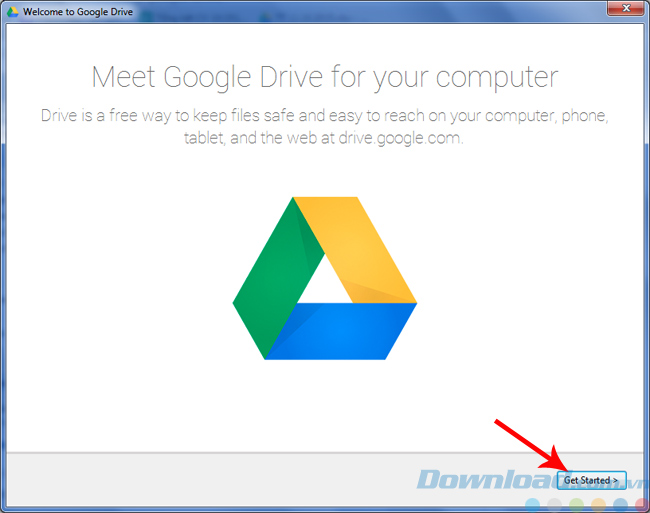 Welcome to Google Drive
Meet Google Drive for your computer
Drive is a free way to keep files safe and easy to reach on your computer, phone,
tablet, and the web at drive.google.com.
Get Started >
Download.com.vn